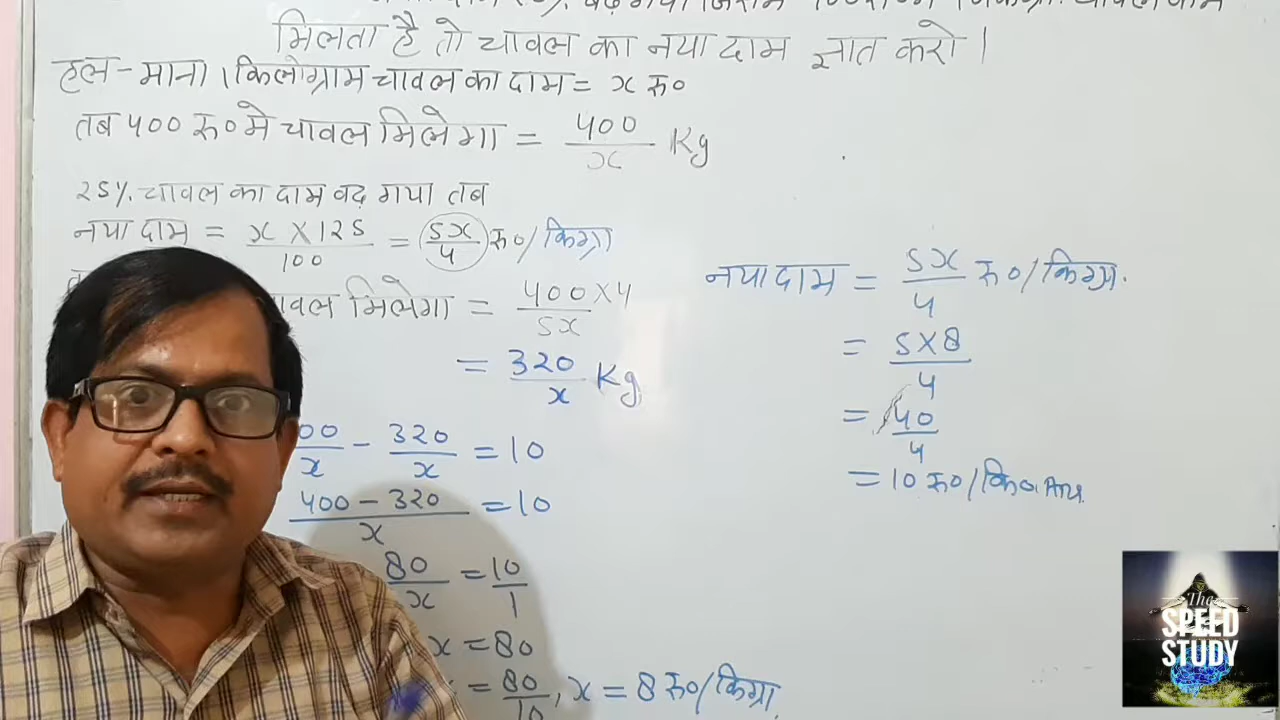 मिलता है तो चावल का नया दाम ज्ञात करो।
हल - माना 1 किलोग्राम चावल का दाम = x रु०
तब 400 रु० मे चावल मिलेगा = 400/x Kg
25% चावल का दाम बढ़ गया तब
नया दाम = x X 125/100 = 5x/4 रु०/किग्रा
चावल मिलेगा = 400 X 4/5x
= 320/x Kg
00/x - 320/x = 10
400 - 320/x = 10
80/x = 10/1
x = 80
= 80/10, x = 8 रु०/किग्रा
नया दाम = 5x/4 रु०/किग्रा.
= 5 X 8/4
= 40/4
= 10 रु०/कि०. Ans.
The
SPEED
STUDY